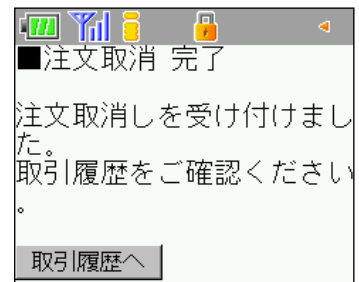 ■注文取消 完了
注文取消しを受け付けまし
た。
取引履歴をご確認ください
。
取引履歴へ